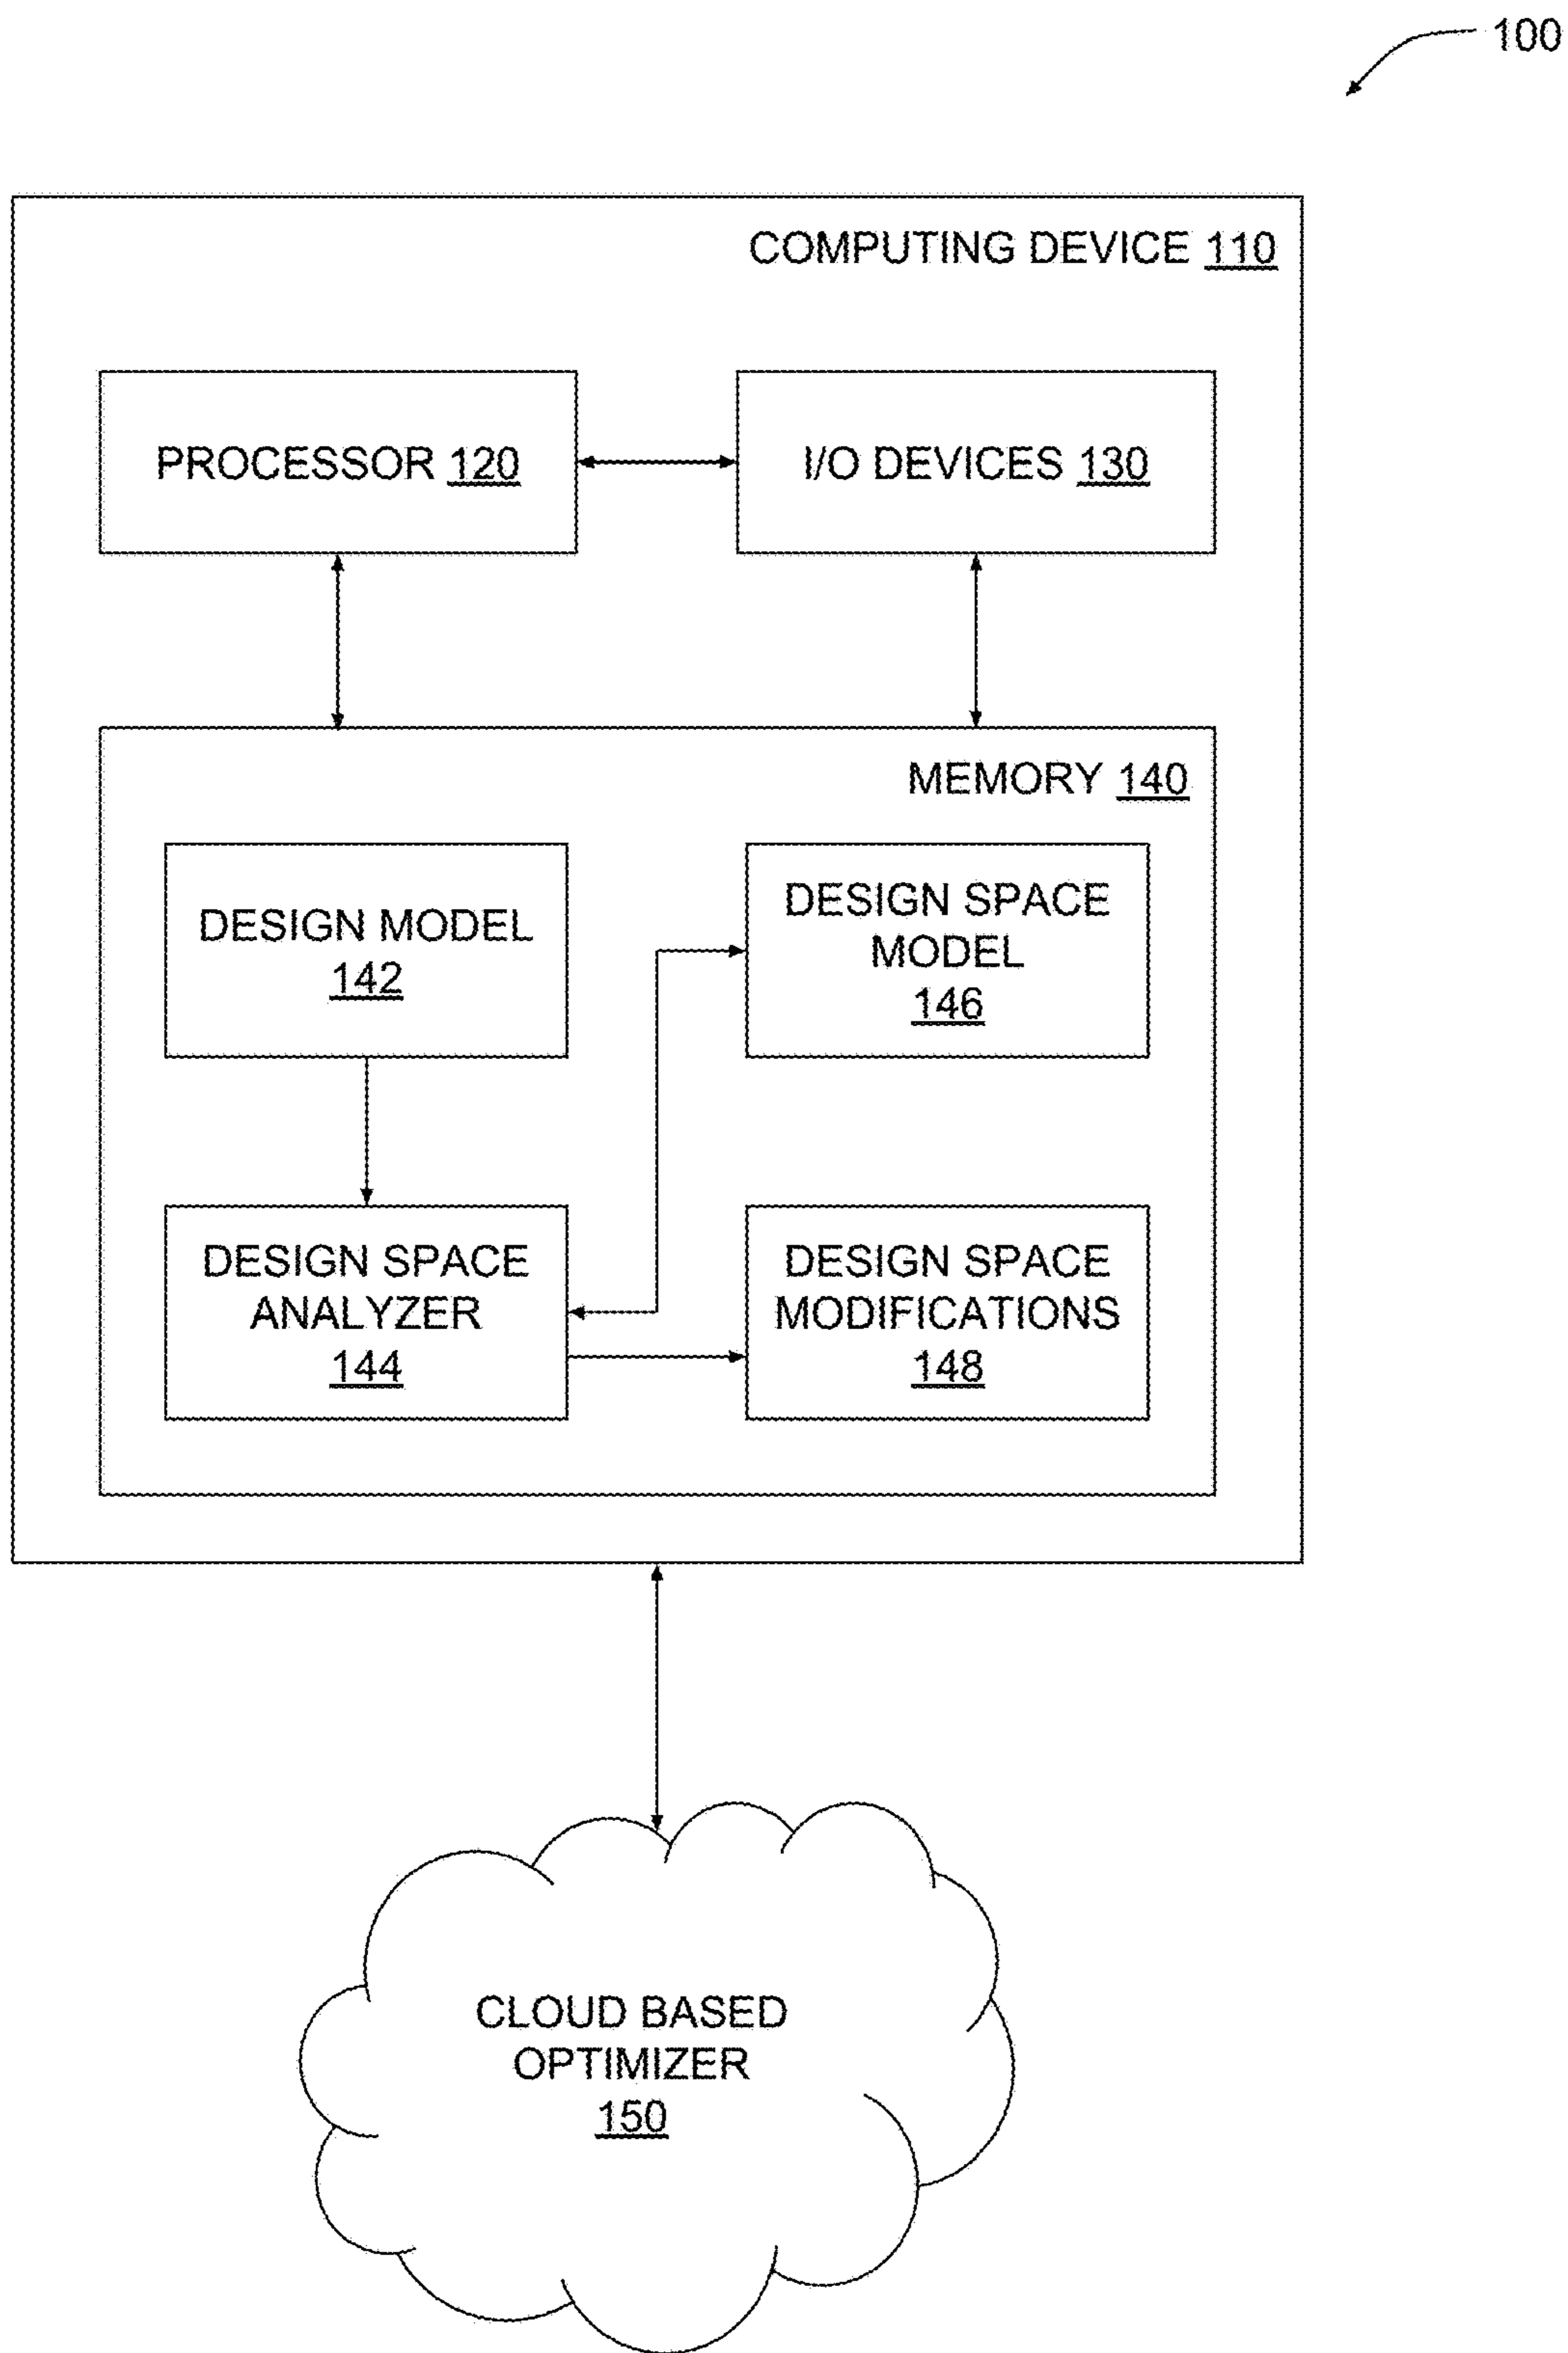 100
COMPUTING DEVICE 110
PROCESSOR 120
I/O DEVICES 130
MEMORY 140
DESIGN MODEL
142
DESIGN SPACE
MODEL
146
DESIGN SPACE
ANALYZER
144
DESIGN SPACE
MODIFICATIONS
148
CLOUD BASED
OPTIMIZER
150